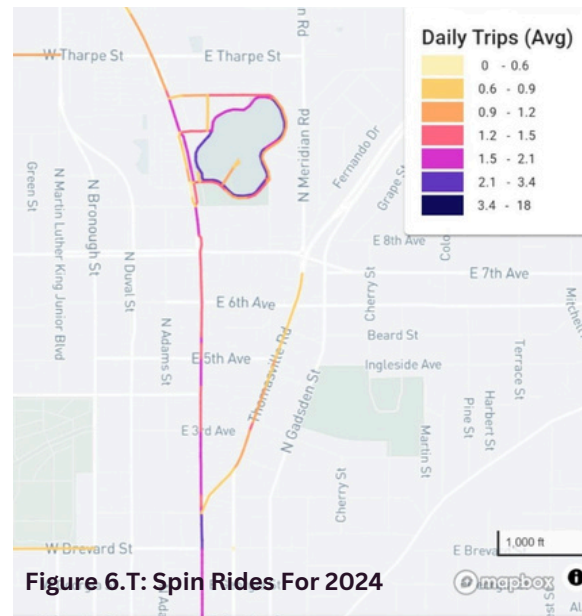 Daily Trips (Avg)
0 - 0.6
0.6 - 0.9
0.9 - 1.2
1.2 - 1.5
1.5 - 2.1
2.1 - 3.4
3.4 - 18
W Tharpe St
E Tharpe St
N Meridian Rd
Fernando Dr
Grape St
Green St
N Martin Luther King Junior Blvd
N Bronough St
N Duval St
N Adams St
E 8th Ave
Colo
E 7th Ave
E 6th Ave
Cherry St
Mitche
Beard St
E 5th Ave
Thomasville Rd
Ingleside Ave
Terrace St
N Gadsden St
Harbert St
Pine St
E 3rd Ave
Martin St
Cherry St
1,000 ft
W Brevard St
E Breva
N Ad
Figure 6.T: Spin Rides For 2024
mapbox